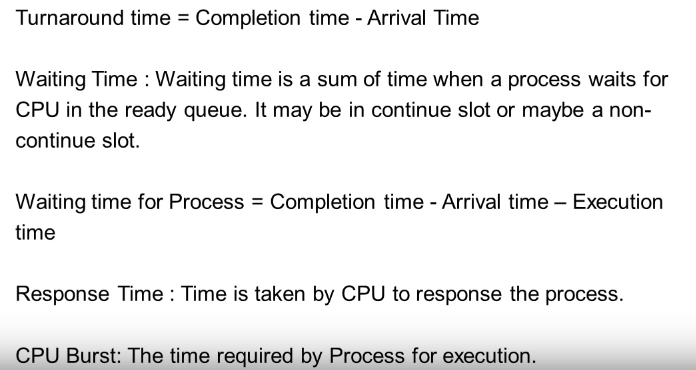 Turnaround time = Completion time - Arrival Time
Waiting Time : Waiting time is a sum of time when a process waits for
CPU in the ready queue. It may be in continue slot or maybe a non-
continue slot.
Waiting time for Process = Completion time - Arrival time – Execution
time
Response Time : Time is taken by CPU to response the process.
CPU Burst: The time required by Process for execution.